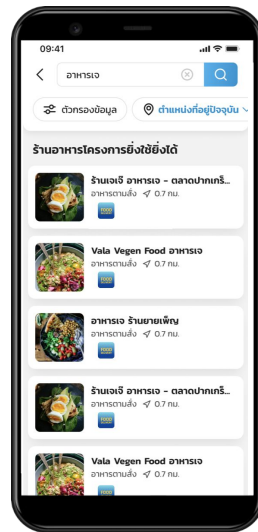 09:41
อาหารเจ
ตัวกรองข้อมูล
ตำแหน่งที่อยู่ปัจจุบัน
ร้านอาหารโครงการยิ่งใช้ยิ่งได้
ร้านเจเจ๊ อาหารเจ - ตลาดปากเกร็...
อาหารตามสั่ง 0.7 กม.
FOOD
Vala Vegen Food อาหารเจ
อาหารตามสั่ง 0.7 กม.
FOOD
อาหารเจ ร้านยายเพ็ญ
อาหารตามสั่ง 0.7 กม.
FOOD
ร้านเจเจ๊ อาหารเจ - ตลาดปากเกร็...
อาหารตามสั่ง 0.7 กม.
FOOD
Vala Vegen Food อาหารเจ
อาหารตามสั่ง 0.7 กม.
FOOD